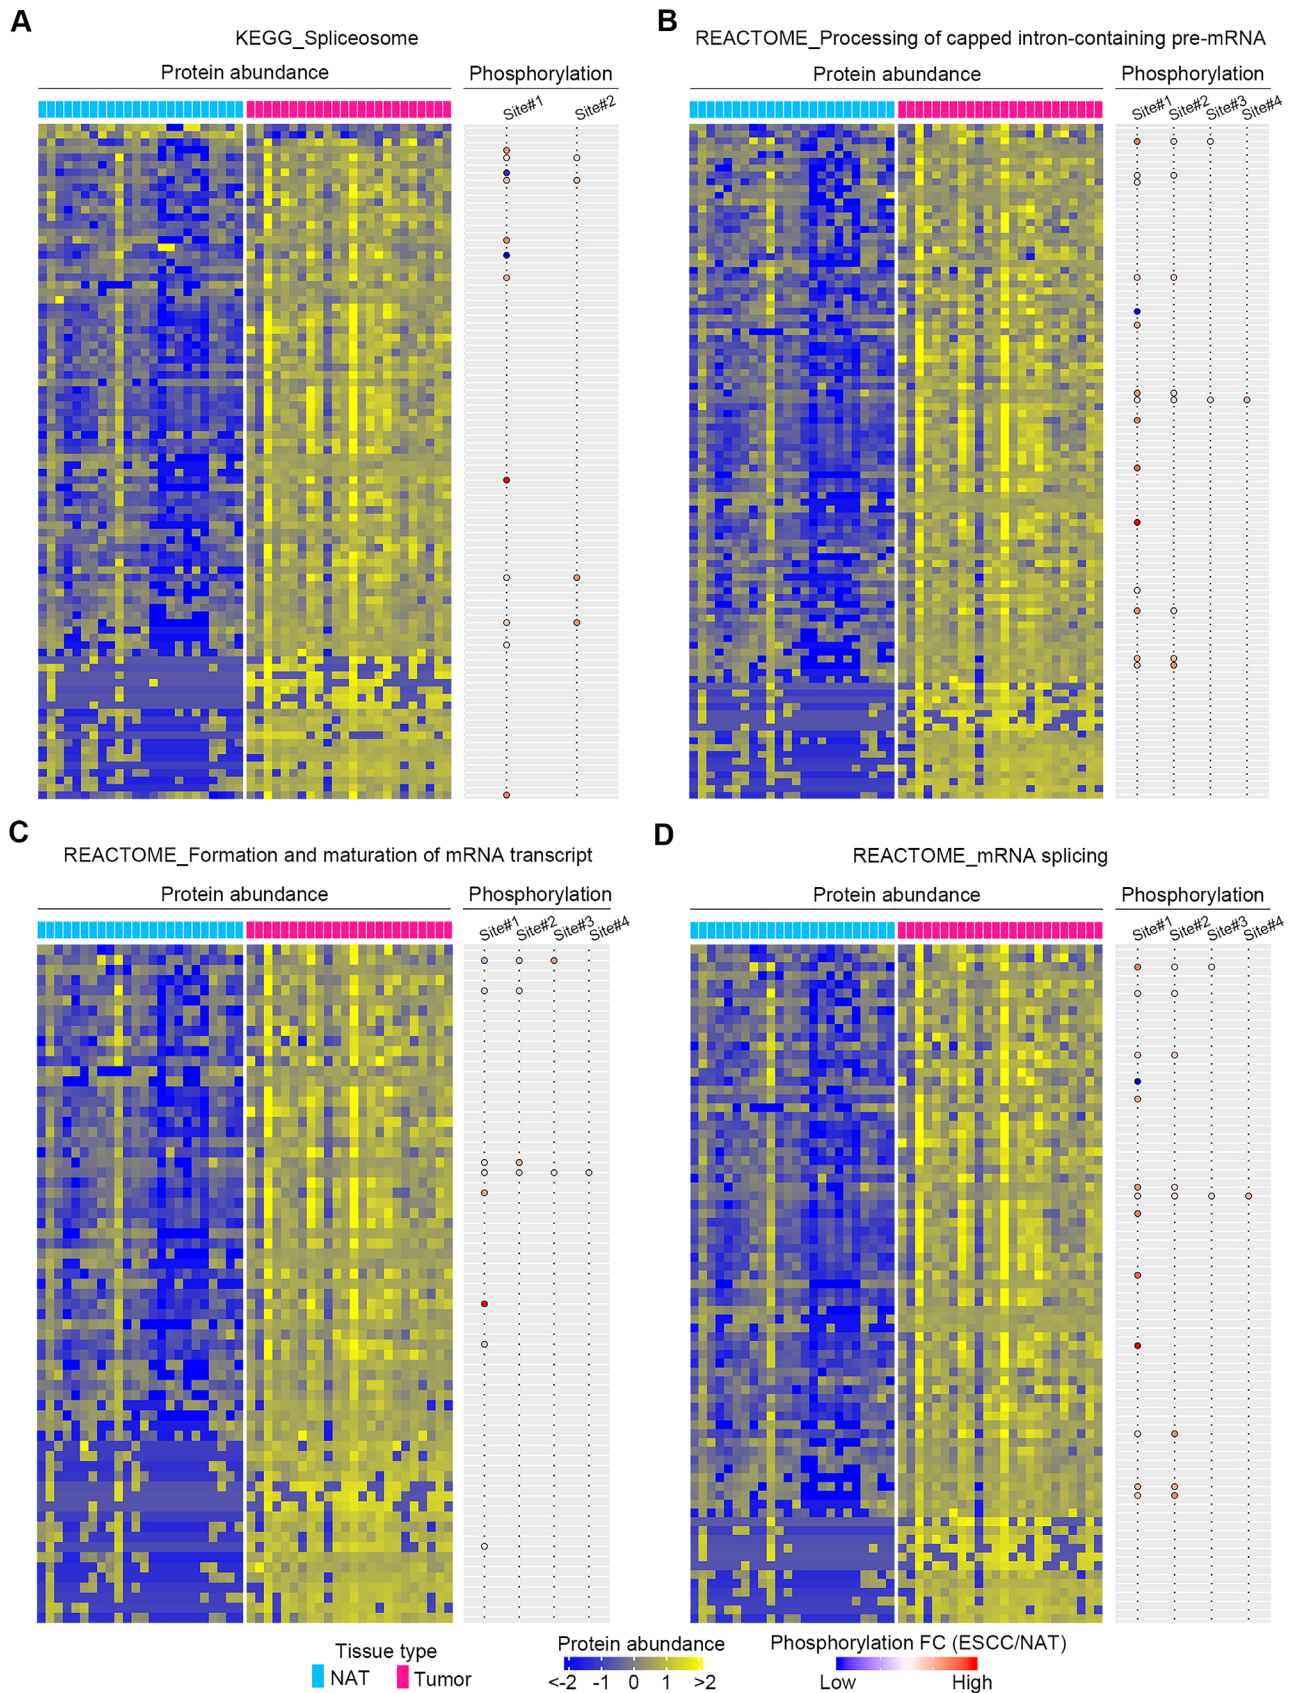 A
KEGG_Spliceosome
Protein abundance
Phosphorylation
Site#1 Site#2
B
REACTOME_Processing of capped intron-containing pre-mRNA
Protein abundance
Phosphorylation
Site#1 Site#2 Site#3 Site#4
C
REACTOME_Formation and maturation of mRNA transcript
Protein abundance
Phosphorylation
Site#1 Site#2 Site#3 Site#4
D
REACTOME_mRNA splicing
Protein abundance
Phosphorylation
Site#1 Site#2 Site#3 Site#4
Tissue type
NAT Tumor
Protein abundance
<-2 -1 0 1 >2
Phosphorylation FC (ESCC/NAT)
Low High